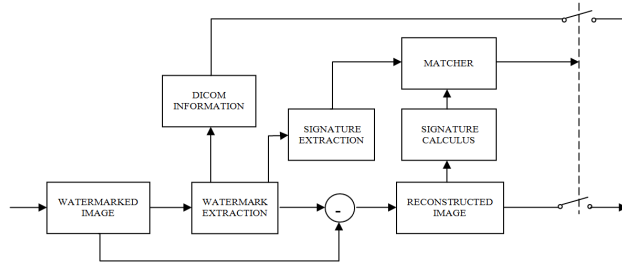 MATCHER
DICOM
INFORMATION
SIGNATURE
EXTRACTION
SIGNATURE
CALCULUS
WATERMARKED
IMAGE
WATERMARK
EXTRACTION
-
RECONSTRUCTED
IMAGE